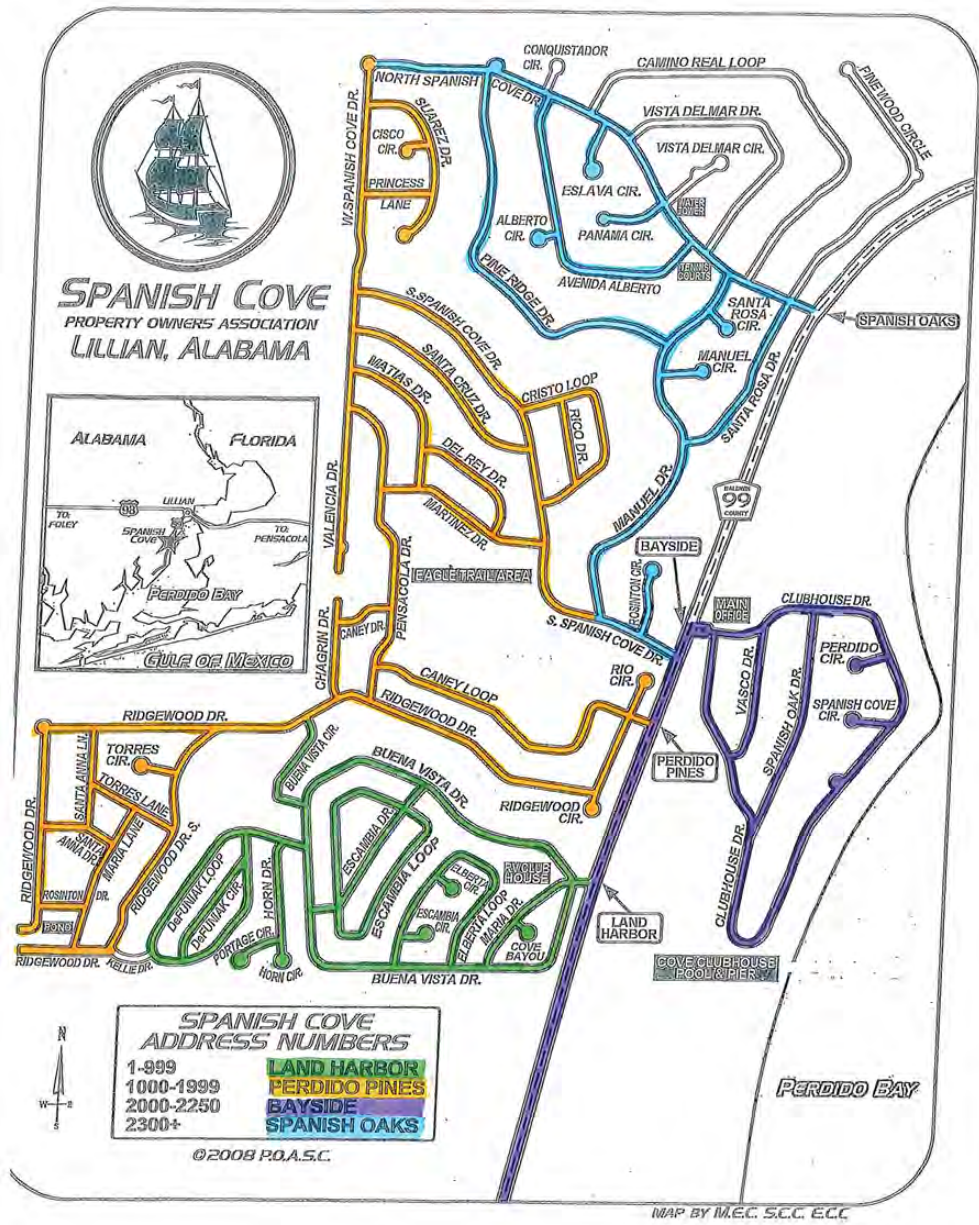 SPANISH COVE
PROPERTY OWNERS ASSOCIATION
LILLIAN, ALABAMA
ALABAMA
FLORIDA
LILLIAN
98
TO:
FOLEY
SPANISH
COVE
TO:
PENSACOLA
PERDIDO BAY
GULF OF MEXICO
CONQUISTADOR
CIR.
NORTH SPANISH
COVE DR.
CAMINO REAL LOOP
PINEWOOD CIRCLE
VISTA DELMAR DR.
VISTA DELMAR CIR.
W. SPANISH COVE DR.
SUAREZ DR.
CISCO
CIR.
PRINCESS
LANE
ESLAVA CIR.
WATER
TOWER
ALBERTO
CIR.
PANAMA CIR.
TENNIS
COURTS
AVENIDA ALBERTO
PINE RIDGE DR.
SANTA
ROSA
CIR.
SPANISH OAKS
MANUEL
CIR.
SANTA ROSA DR.
S. SPANISH COVE DR.
SANTA CRUZ DR.
MATIAS DR.
CRISTO LOOP
RICO DR.
DEL REY DR.
MARTINEZ DR.
MANUEL DR.
BALDWIN
99
COUNTY
VALENCIA DR.
PENSACOLA DR.
EAGLE TRAIL AREA
BAYSIDE
ROSINTON CIR.
MAIN
OFFICE
CLUBHOUSE DR.
S. SPANISH COVE DR.
CHAGRIN DR.
CANEY DR.
CANEY LOOP
RIO
CIR.
VASCO DR.
SPANISH OAK DR.
PERDIDO
CIR.
SPANISH COVE
CIR.
RIDGEWOOD DR.
RIDGEWOOD DR.
PERDIDO
PINES
RIDGEWOOD
CIR.
CLUBHOUSE DR.
COVE CLUBHOUSE
POOL & PIER
SANTA ANNA LN.
TORRES
CIR.
TORRES LANE
RIDGEWOOD DR.
SANTA
ANNA DR.
MARIA LANE
RIDGEWOOD DR. S.
ROSINTON DR.
POND
RIDGEWOOD DR.
KELLIE DR.
BUENA VISTA CIR.
BUENA VISTA DR.
DeFUNIAK LOOP
DeFUNIAK CIR.
HORN DR.
PORTAGE CIR.
HORN CIR.
ESCAMBIA DR.
ESCAMBIA LOOP
ELBERTA
CIR.
ESCAMBIA
CIR.
ELBERTA LOOP
MARIA DR.
RV CLUB
HOUSE
COVE
BAYOU
BUENA VISTA DR.
LAND
HARBOR
PERDIDO BAY
N
W
E
S
SPANISH COVE
ADDRESS NUMBERS
1-999 LAND HARBOR
1000-1999 PERDIDO PINES
2000-2250 BAYSIDE
2300+ SPANISH OAKS
©2008 P.O.A.S.C.
MAP BY M.E.C. S.C.C. E.C.C